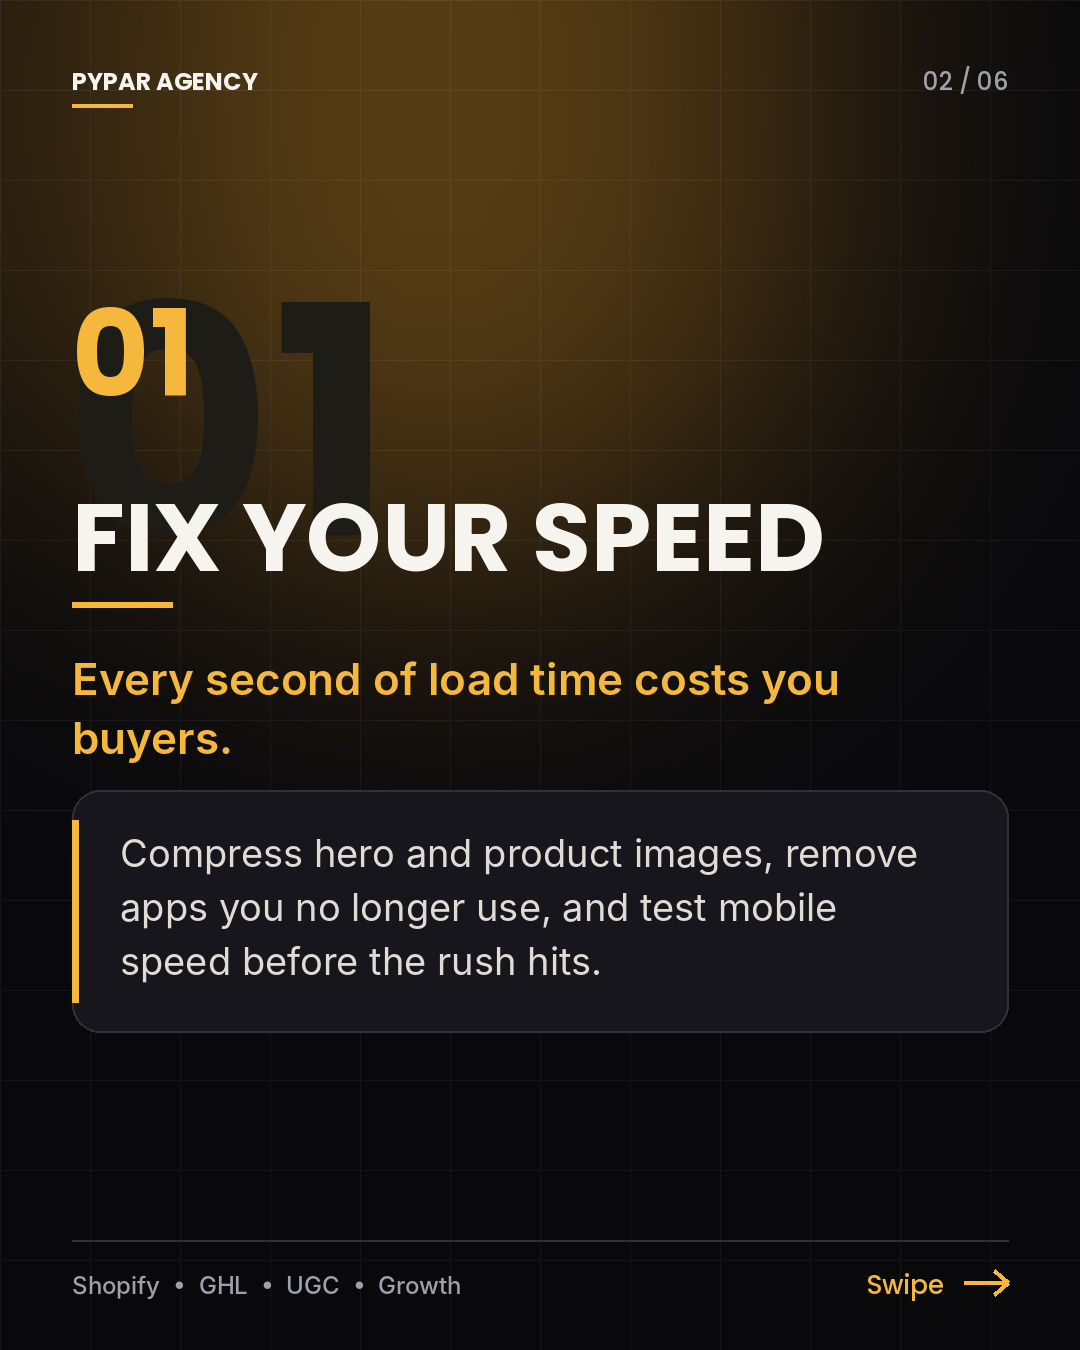 PYPAR AGENCY
02 / 06
01
01
FIX YOUR SPEED
Every second of load time costs you
buyers.
Compress hero and product images, remove
apps you no longer use, and test mobile
speed before the rush hits.
Shopify • GHL • UGC • Growth
Swipe →